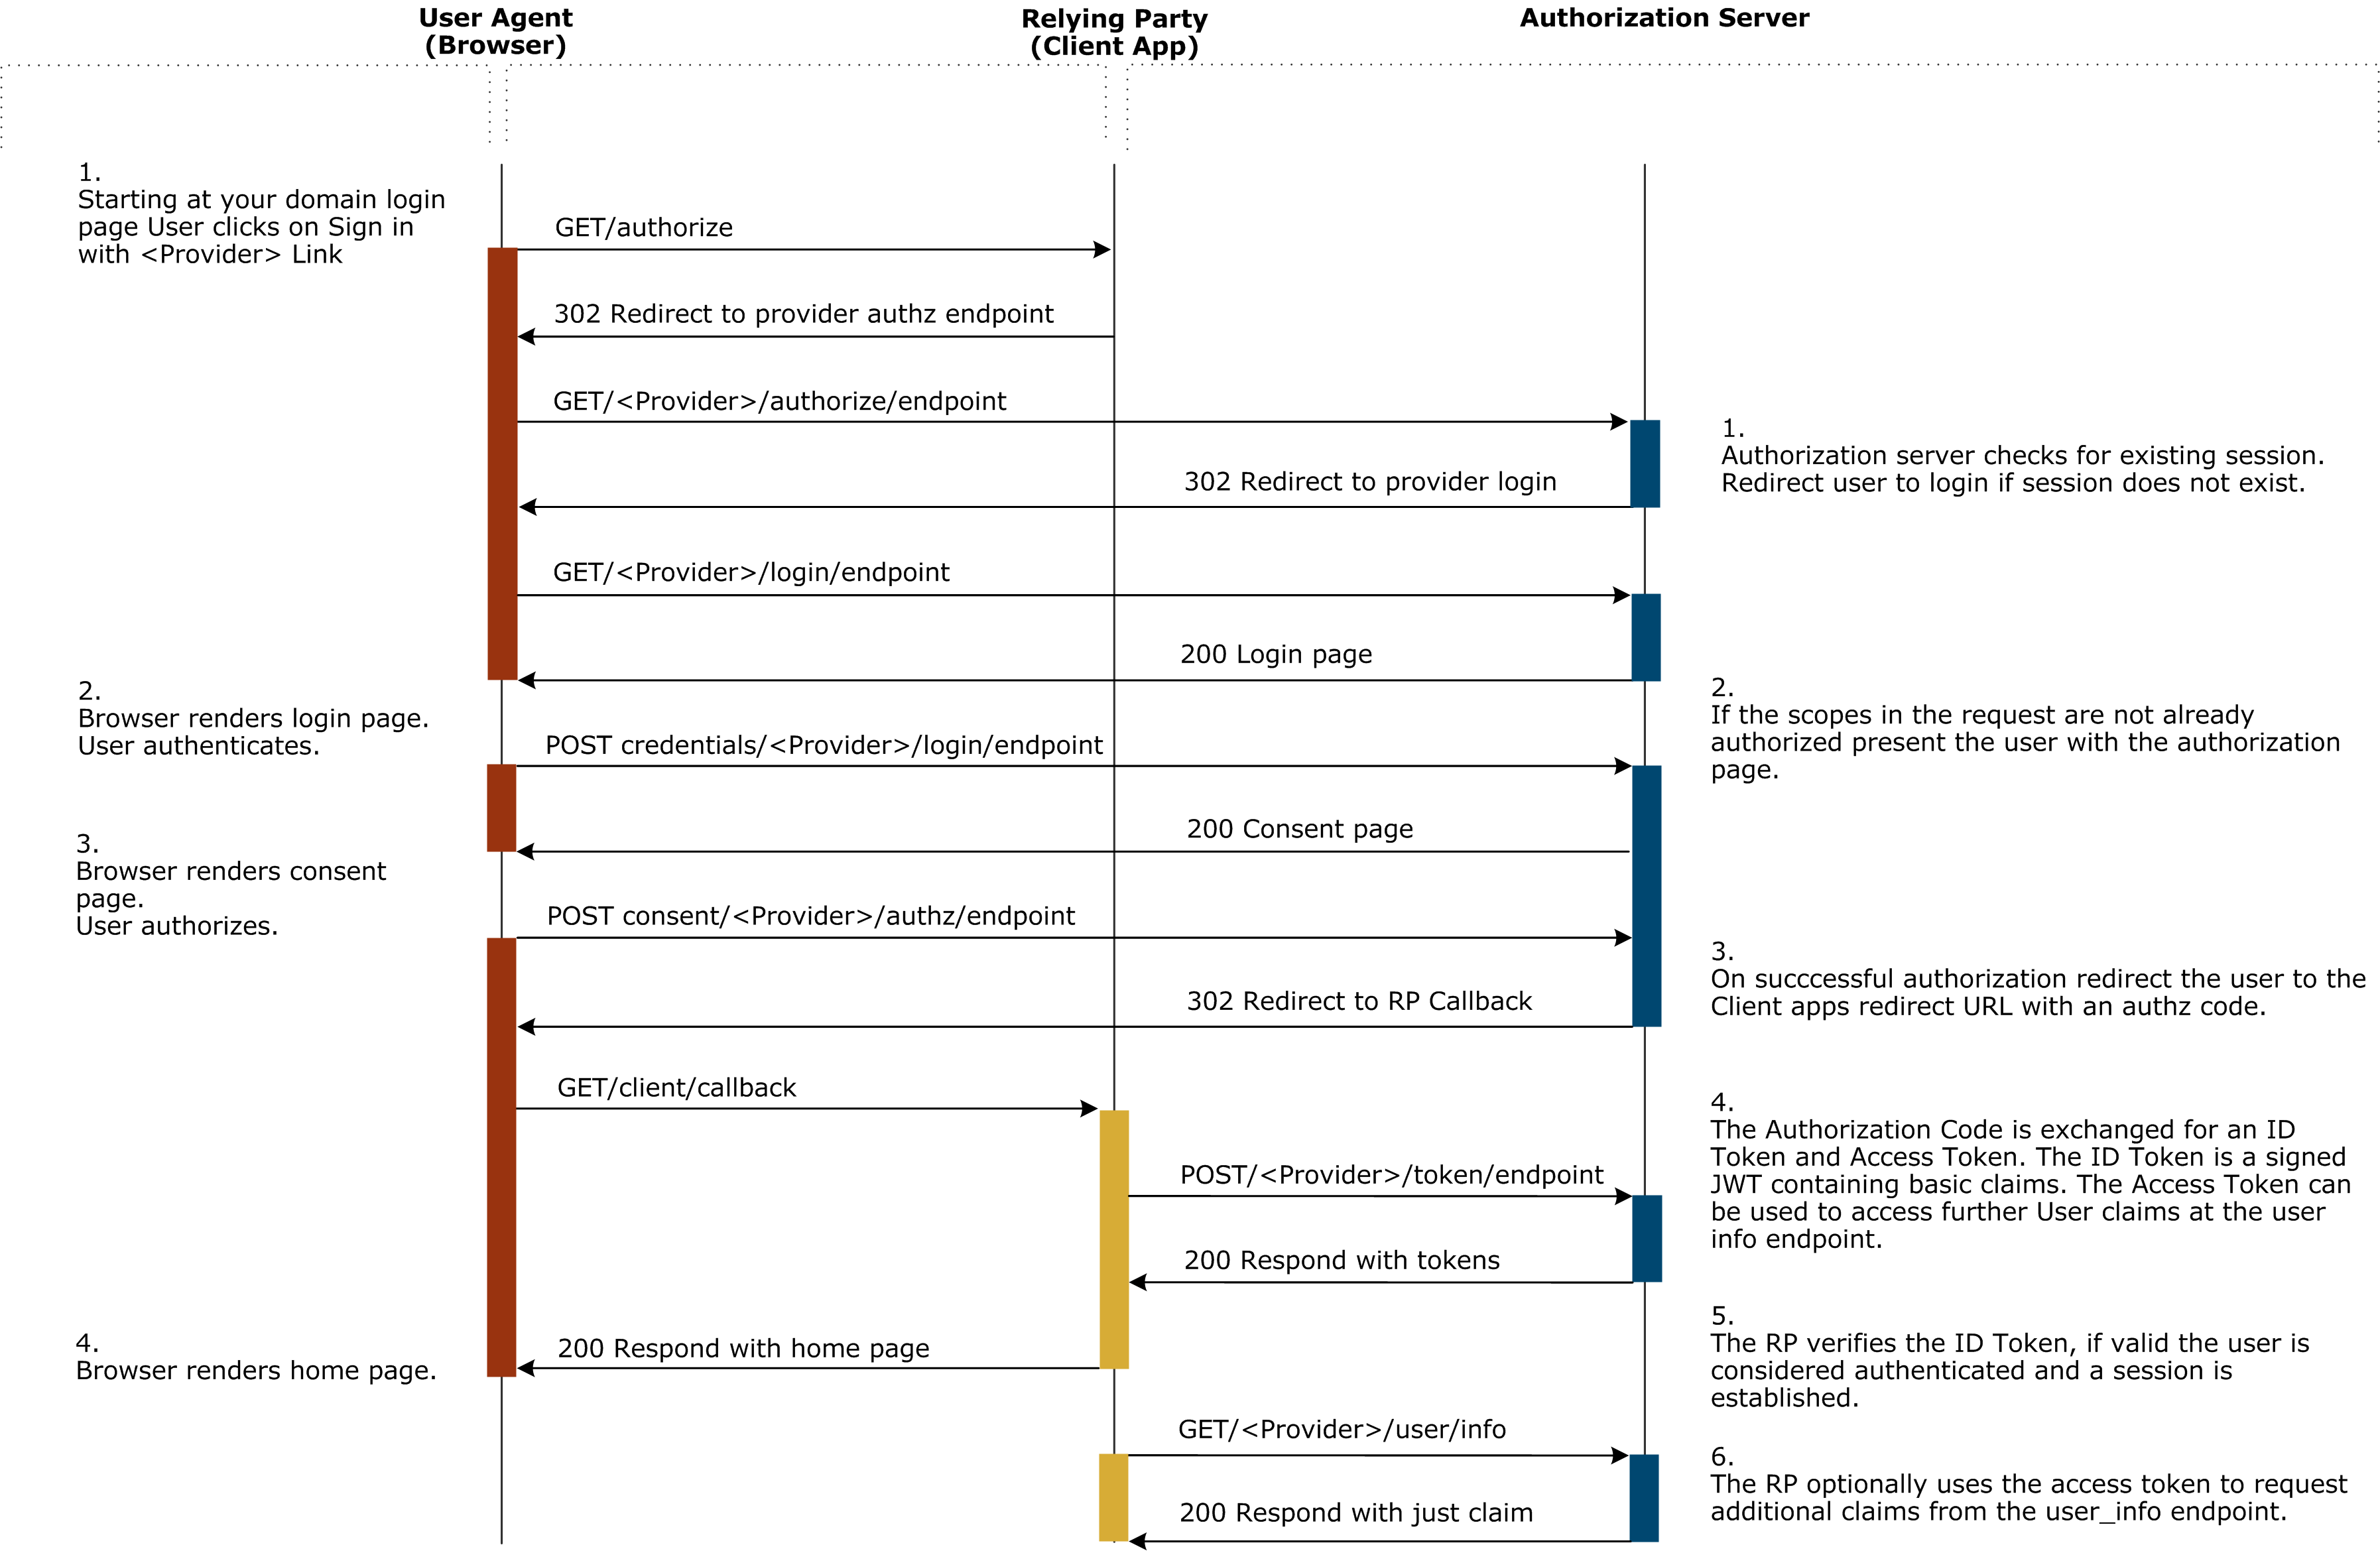 User Agent
(Browser)
Relying Party
(Client App)
Authorization Server
1.
Starting at your domain login
page User clicks on Sign in
with <Provider> Link
GET/authorize
302 Redirect to provider authz endpoint
GET/<Provider>/authorize/endpoint
1.
Authorization server checks for existing session.
Redirect user to login if session does not exist.
302 Redirect to provider login
GET/<Provider>/login/endpoint
200 Login page
2.
Browser renders login page.
User authenticates.
2.
If the scopes in the request are not already
authorized present the user with the authorization
page.
POST credentials/<Provider>/login/endpoint
200 Consent page
3.
Browser renders consent
page.
User authorizes.
POST consent/<Provider>/authz/endpoint
3.
On succcessful authorization redirect the user to the
Client apps redirect URL with an authz code.
302 Redirect to RP Callback
GET/client/callback
4.
The Authorization Code is exchanged for an ID
Token and Access Token. The ID Token is a signed
JWT containing basic claims. The Access Token can
be used to access further User claims at the user
info endpoint.
POST/<Provider>/token/endpoint
200 Respond with tokens
5.
The RP verifies the ID Token, if valid the user is
considered authenticated and a session is
established.
4.
Browser renders home page.
200 Respond with home page
GET/<Provider>/user/info
6.
The RP optionally uses the access token to request
additional claims from the user_info endpoint.
200 Respond with just claim